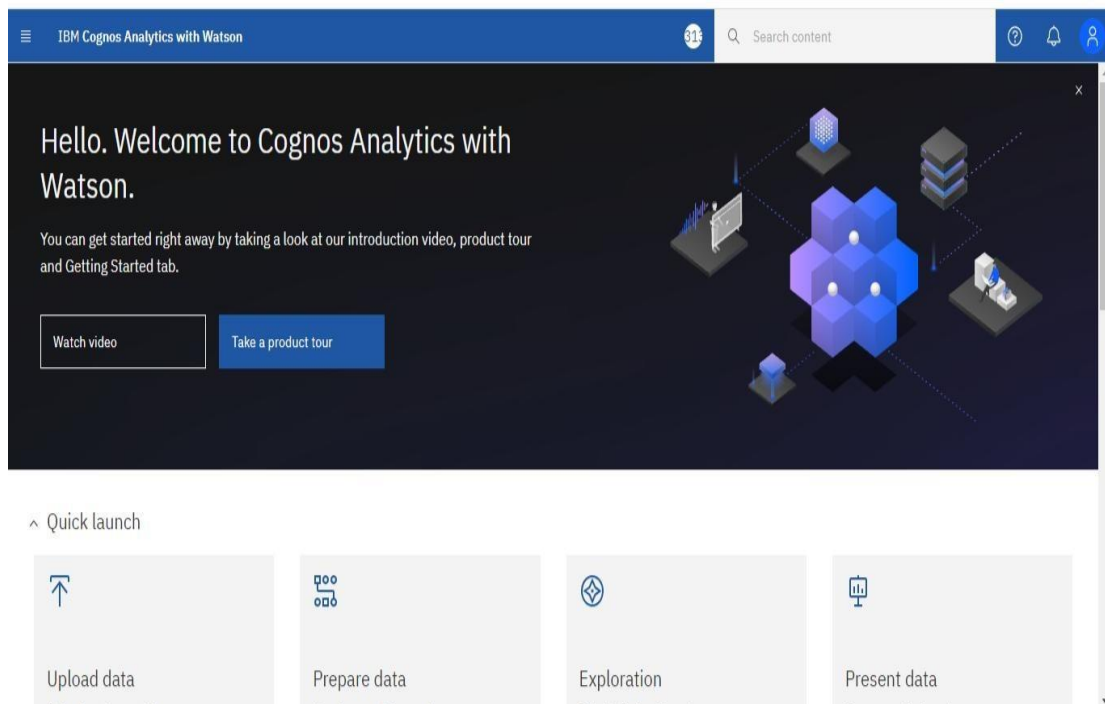 IBM Cognos Analytics with Watson
Search content
Hello. Welcome to Cognos Analytics with
Watson.
You can get started right away by taking a look at our introduction video, product tour
and Getting Started tab.
Watch video
Take a product tour
Quick launch
Upload data
Prepare data
Exploration
Present data